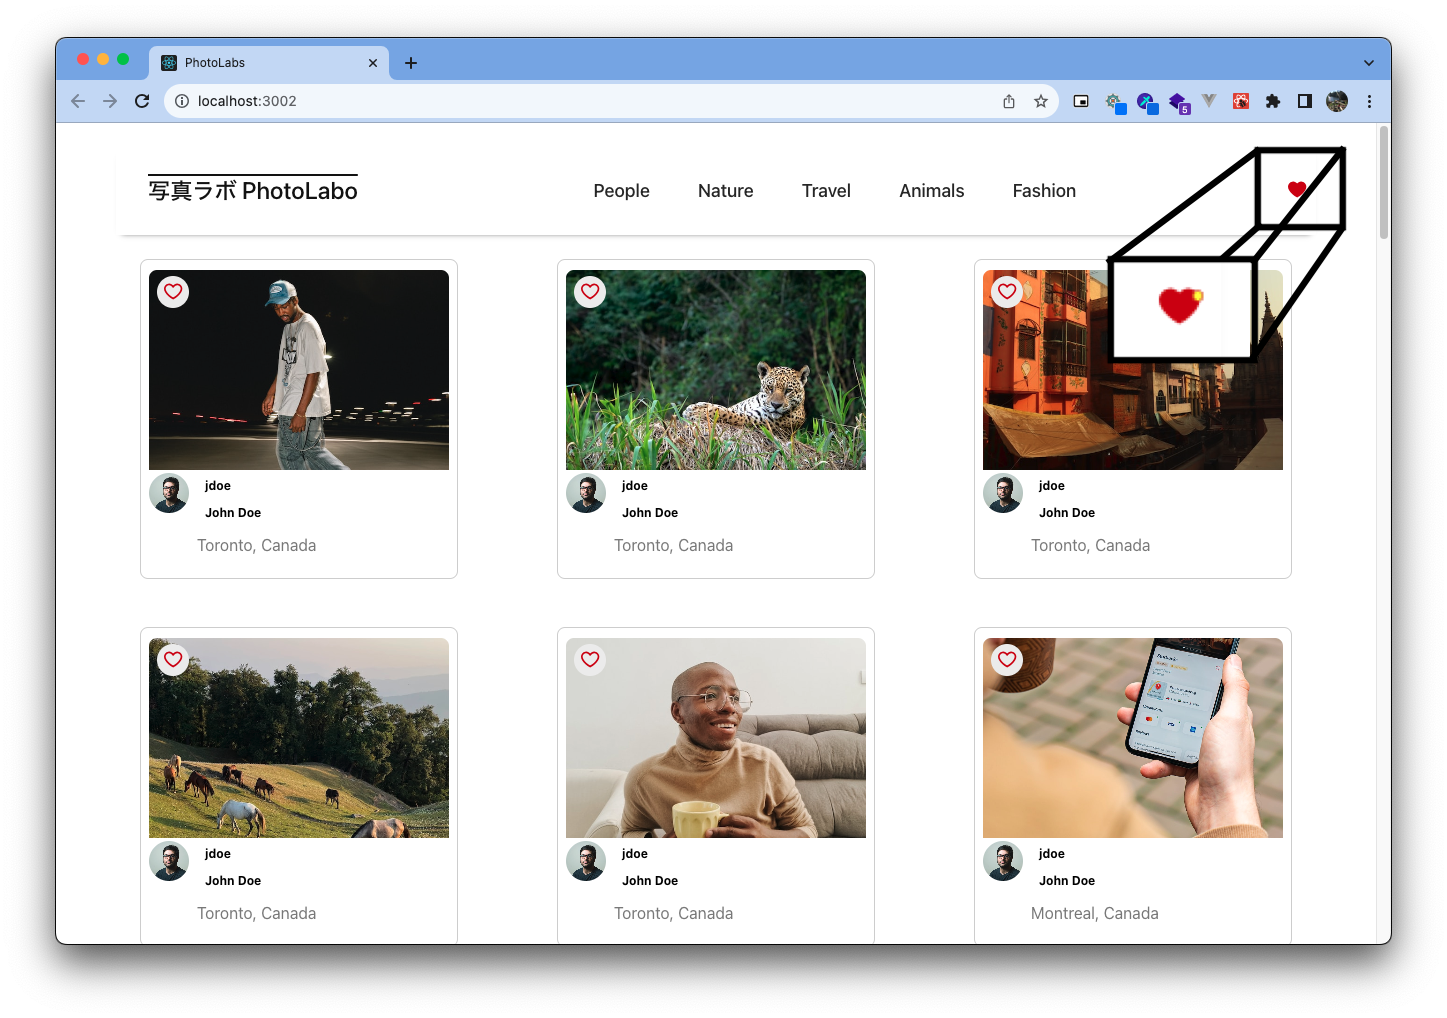 PhotoLabs
localhost:3002
5
写真ラボ PhotoLabo
People
Nature
Travel
Animals
Fashion
jdoe
John Doe
Toronto, Canada
jdoe
John Doe
Toronto, Canada
jdoe
John Doe
Toronto, Canada
jdoe
John Doe
Toronto, Canada
jdoe
John Doe
Toronto, Canada
jdoe
John Doe
Montreal, Canada